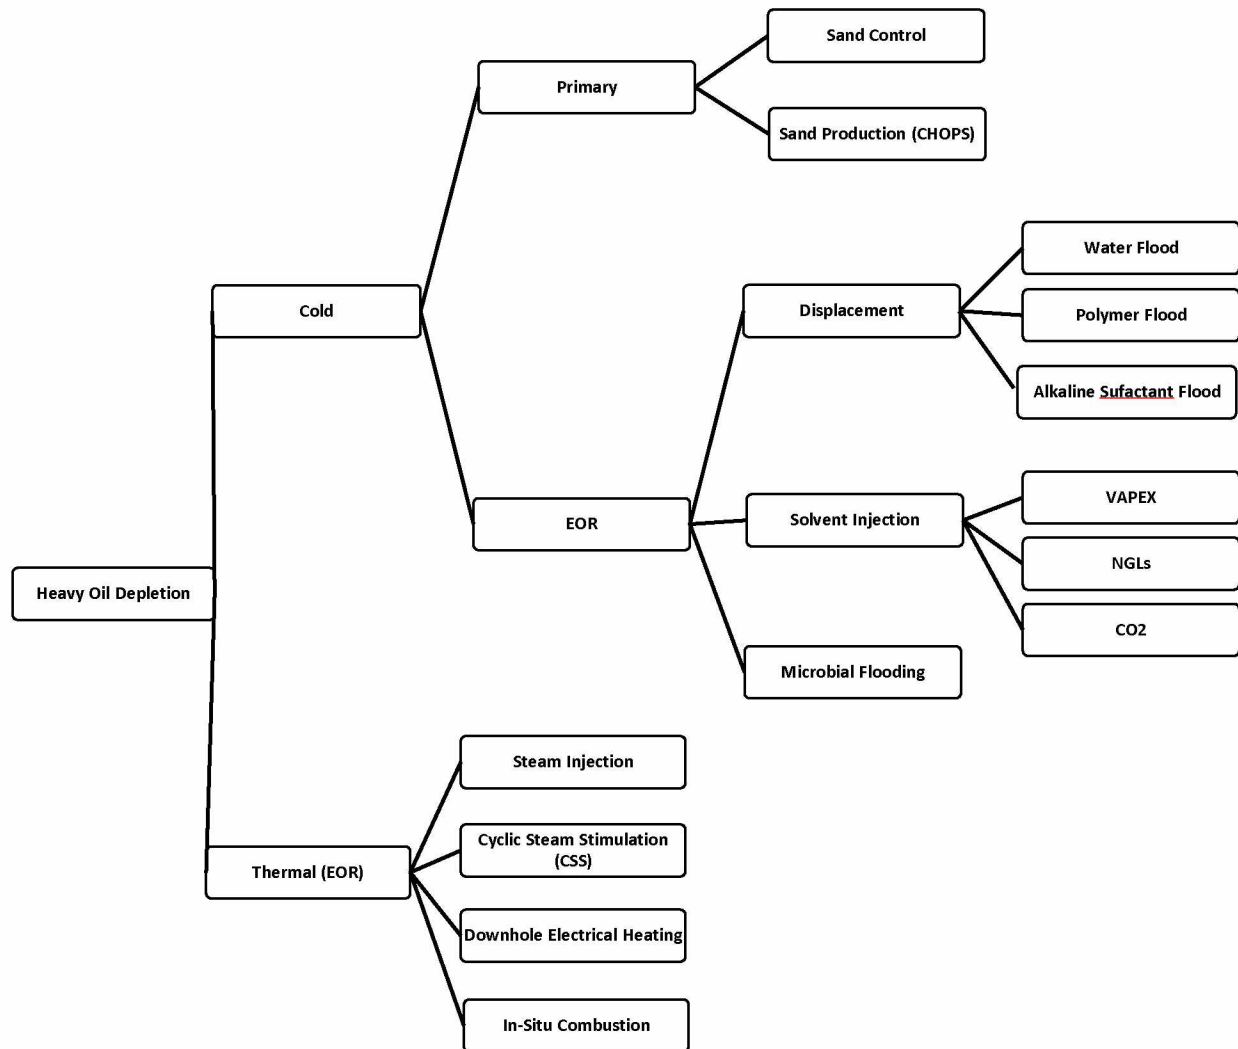 Sand Control
Primary
Sand Production (CHOPS)
Water Flood
Cold
Displacement
Polymer Flood
Alkaline Sufactant Flood
VAPEX
EOR
Solvent Injection
NGLs
Heavy Oil Depletion
CO2
Microbial Flooding
Steam Injection
Cyclic Steam Stimulation
(CSS)
Thermal (EOR)
Downhole Electrical Heating
In-Situ Combustion